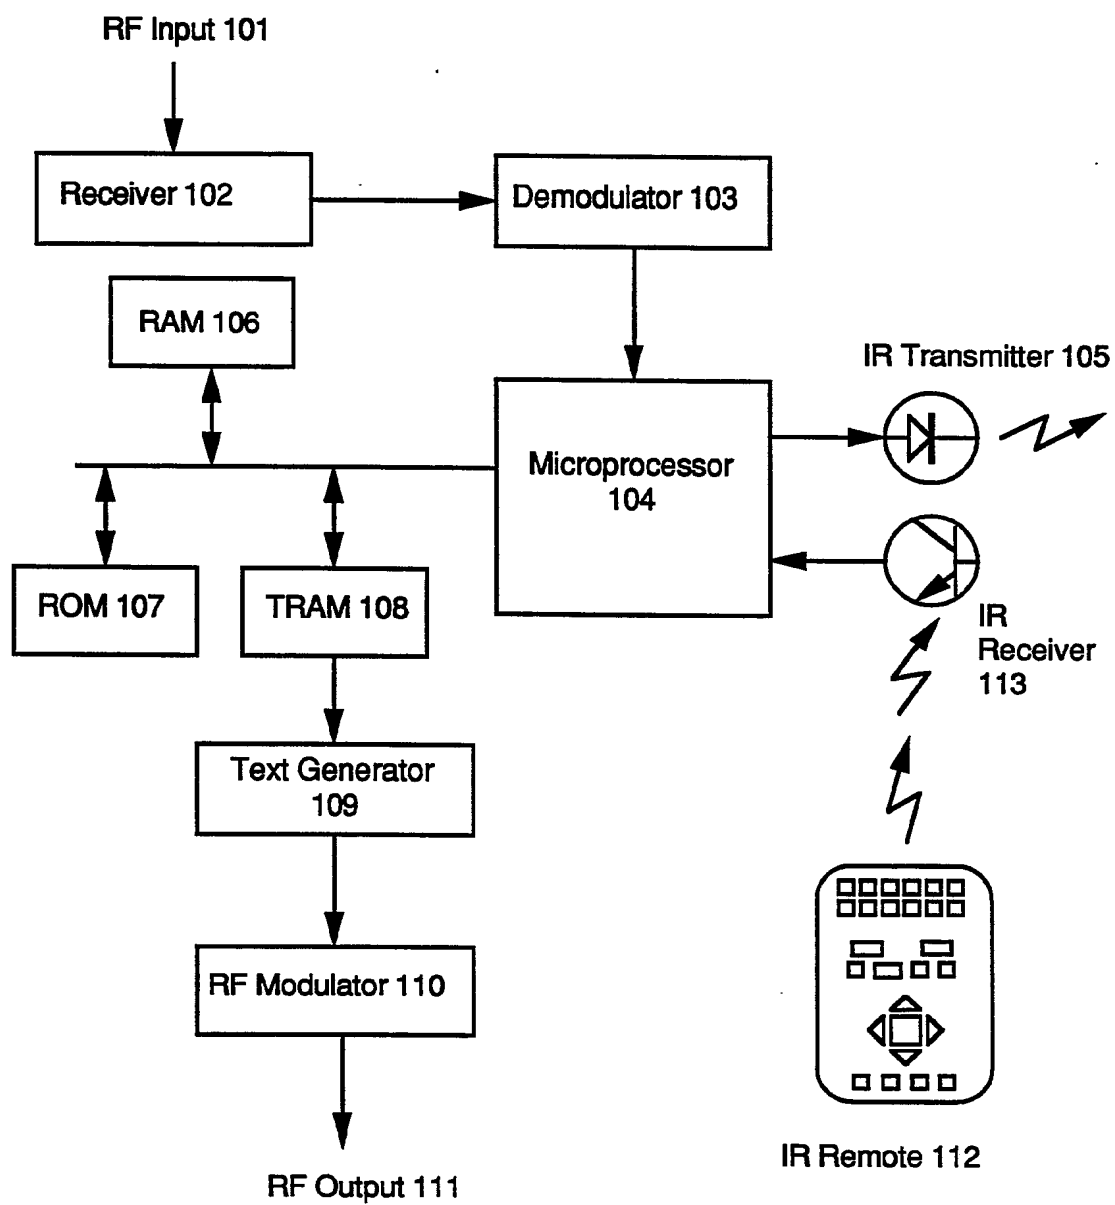 RF Input 101
Receiver 102
Demodulator 103
RAM 106
IR Transmitter 105
Microprocessor
104
ROM 107
TRAM 108
IR
Receiver
113
Text Generator
109
RF Modulator 110
IR Remote 112
RF Output 111